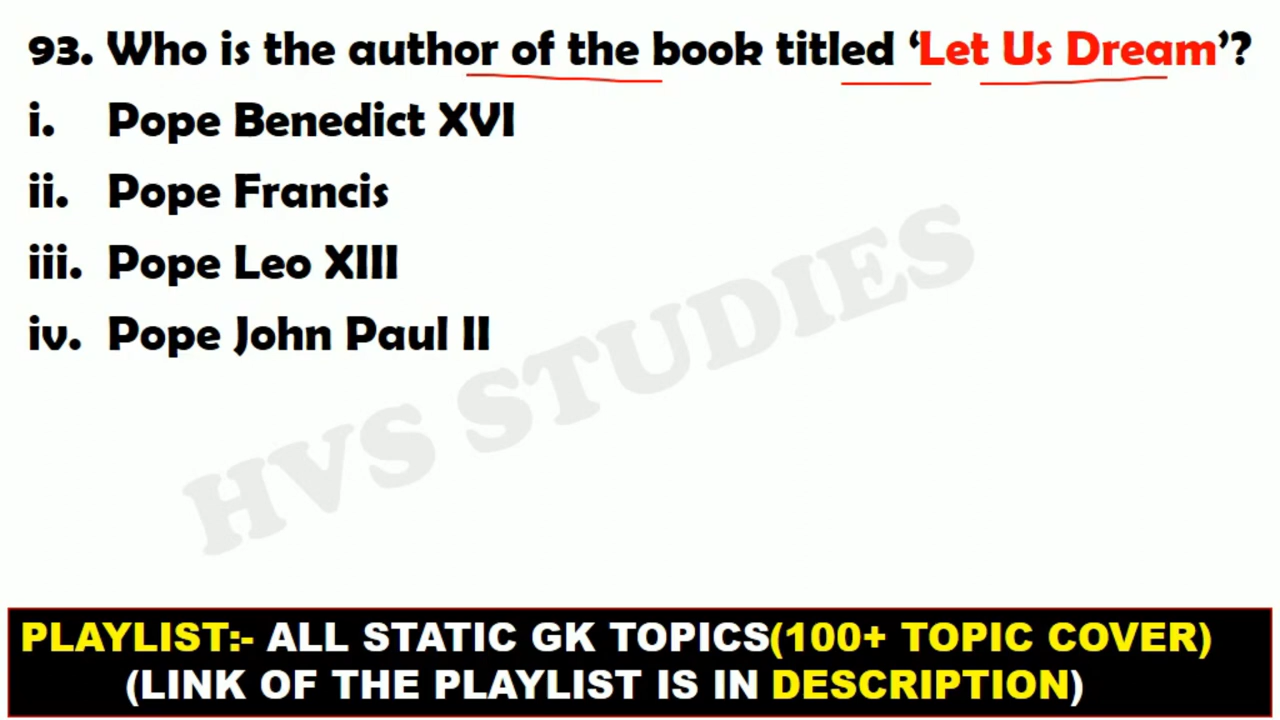 93. Who is the author of the book titled ‘Let Us Dream’?
i. Pope Benedict XVI
ii. Pope Francis
iii. Pope Leo XIII
iv. Pope John Paul II
HVS STUDIES
PLAYLIST:- ALL STATIC GK TOPICS(100+ TOPIC COVER)
(LINK OF THE PLAYLIST IS IN DESCRIPTION)